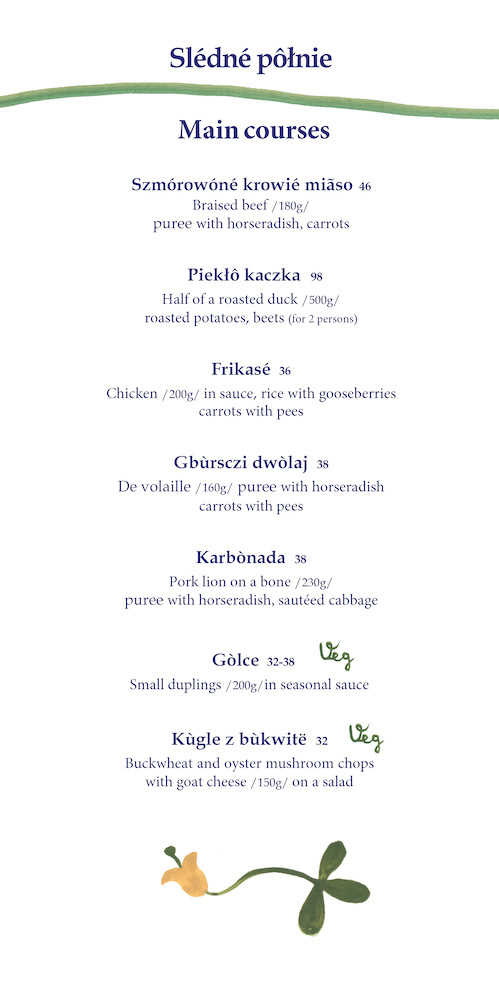 Slédné pôłnie
Main courses
Szmórowóné krowié miãso 46
Braised beef /180g/
puree with horseradish, carrots
Piekłô kaczka 98
Half of a roasted duck /500g/
roasted potatoes, beets (for 2 persons)
Frikasé 36
Chicken /200g/ in sauce, rice with gooseberries
carrots with pees
Gbùrsczi dwòlaj 38
De volaille /160g/ puree with horseradish
carrots with pees
Karbònada 38
Pork lion on a bone /230g/
puree with horseradish, sautéed cabbage
Gòlce 32-38 Veg
Small duplings /200g/in seasonal sauce
Kùgle z bùkwitë 32 Veg
Buckwheat and oyster mushroom chops
with goat cheese /150g/ on a salad